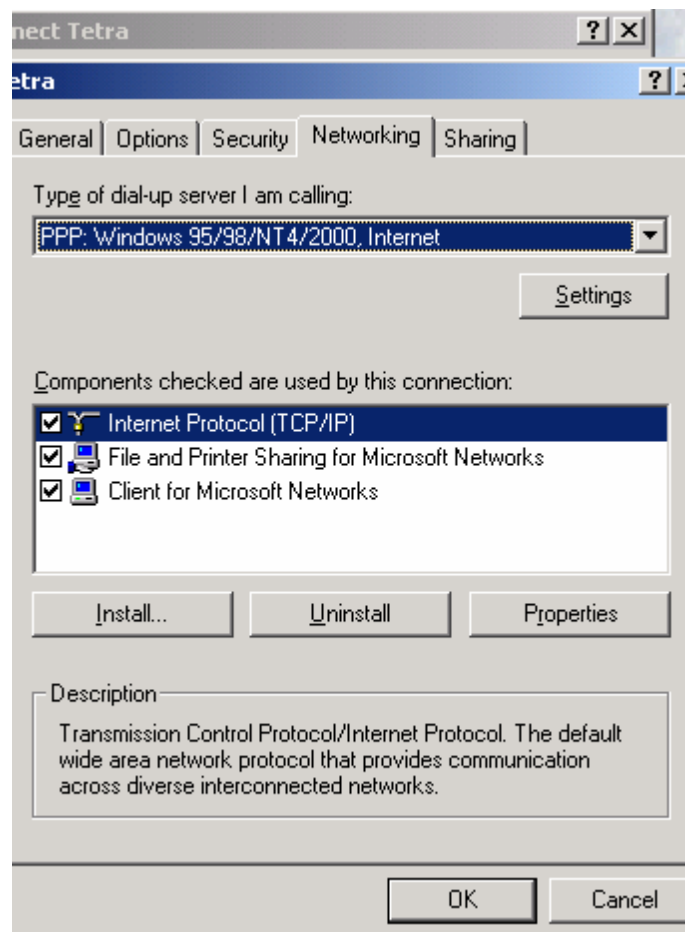 nect Tetra
etra
General Options Security Networking Sharing
Type of dial-up server I am calling:
PPP: Windows 95/98/NT4/2000, Internet
Settings
Components checked are used by this connection:
Internet Protocol (TCP/IP)
File and Printer Sharing for Microsoft Networks
Client for Microsoft Networks
Install... Uninstall Properties
Description
Transmission Control Protocol/Internet Protocol. The default
wide area network protocol that provides communication
across diverse interconnected networks.
OK Cancel